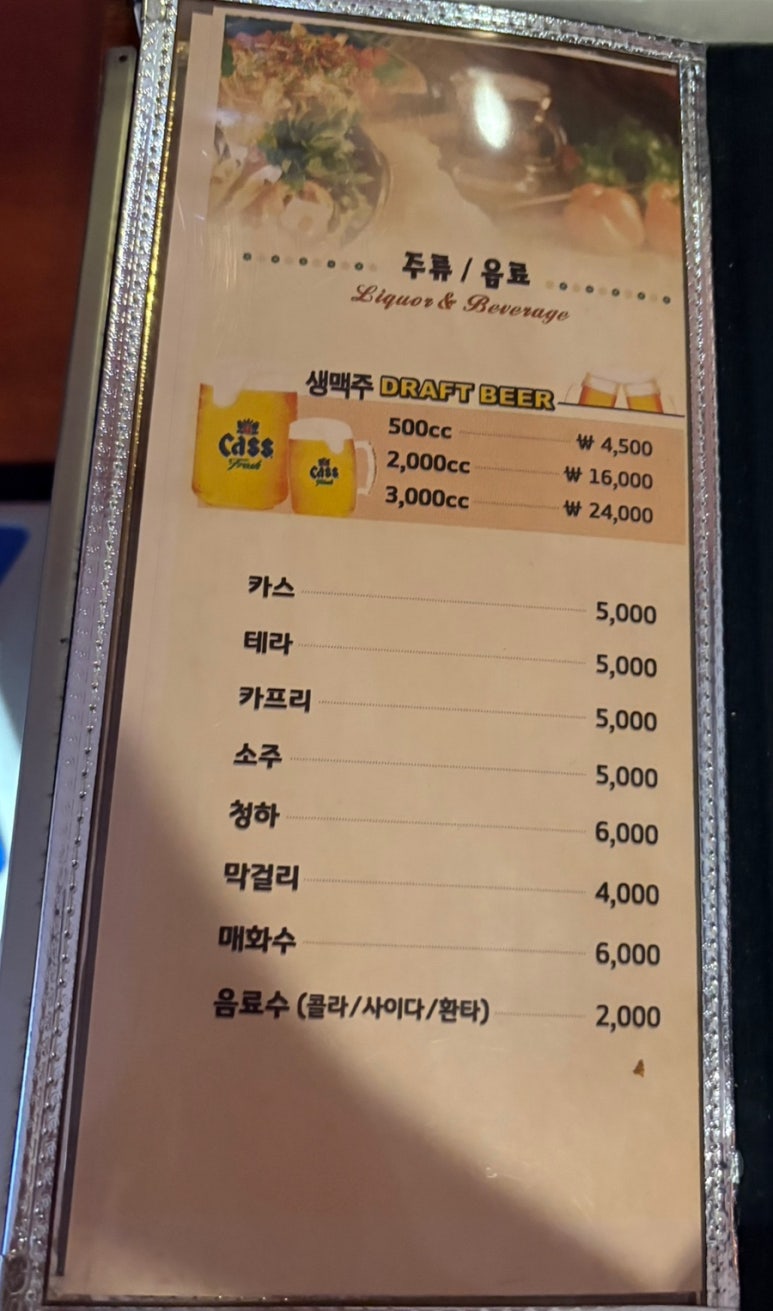 주류 / 음료
Liquor & Beverage
생맥주 DRAFT BEER
Cass
Fresh
Cass
Fresh
500cc ₩ 4,500
2,000cc ₩ 16,000
3,000cc ₩ 24,000
카스 5,000
테라 5,000
카프리 5,000
소주 5,000
청하 6,000
막걸리 4,000
매화수 6,000
음료수 (콜라/사이다/환타) 2,000